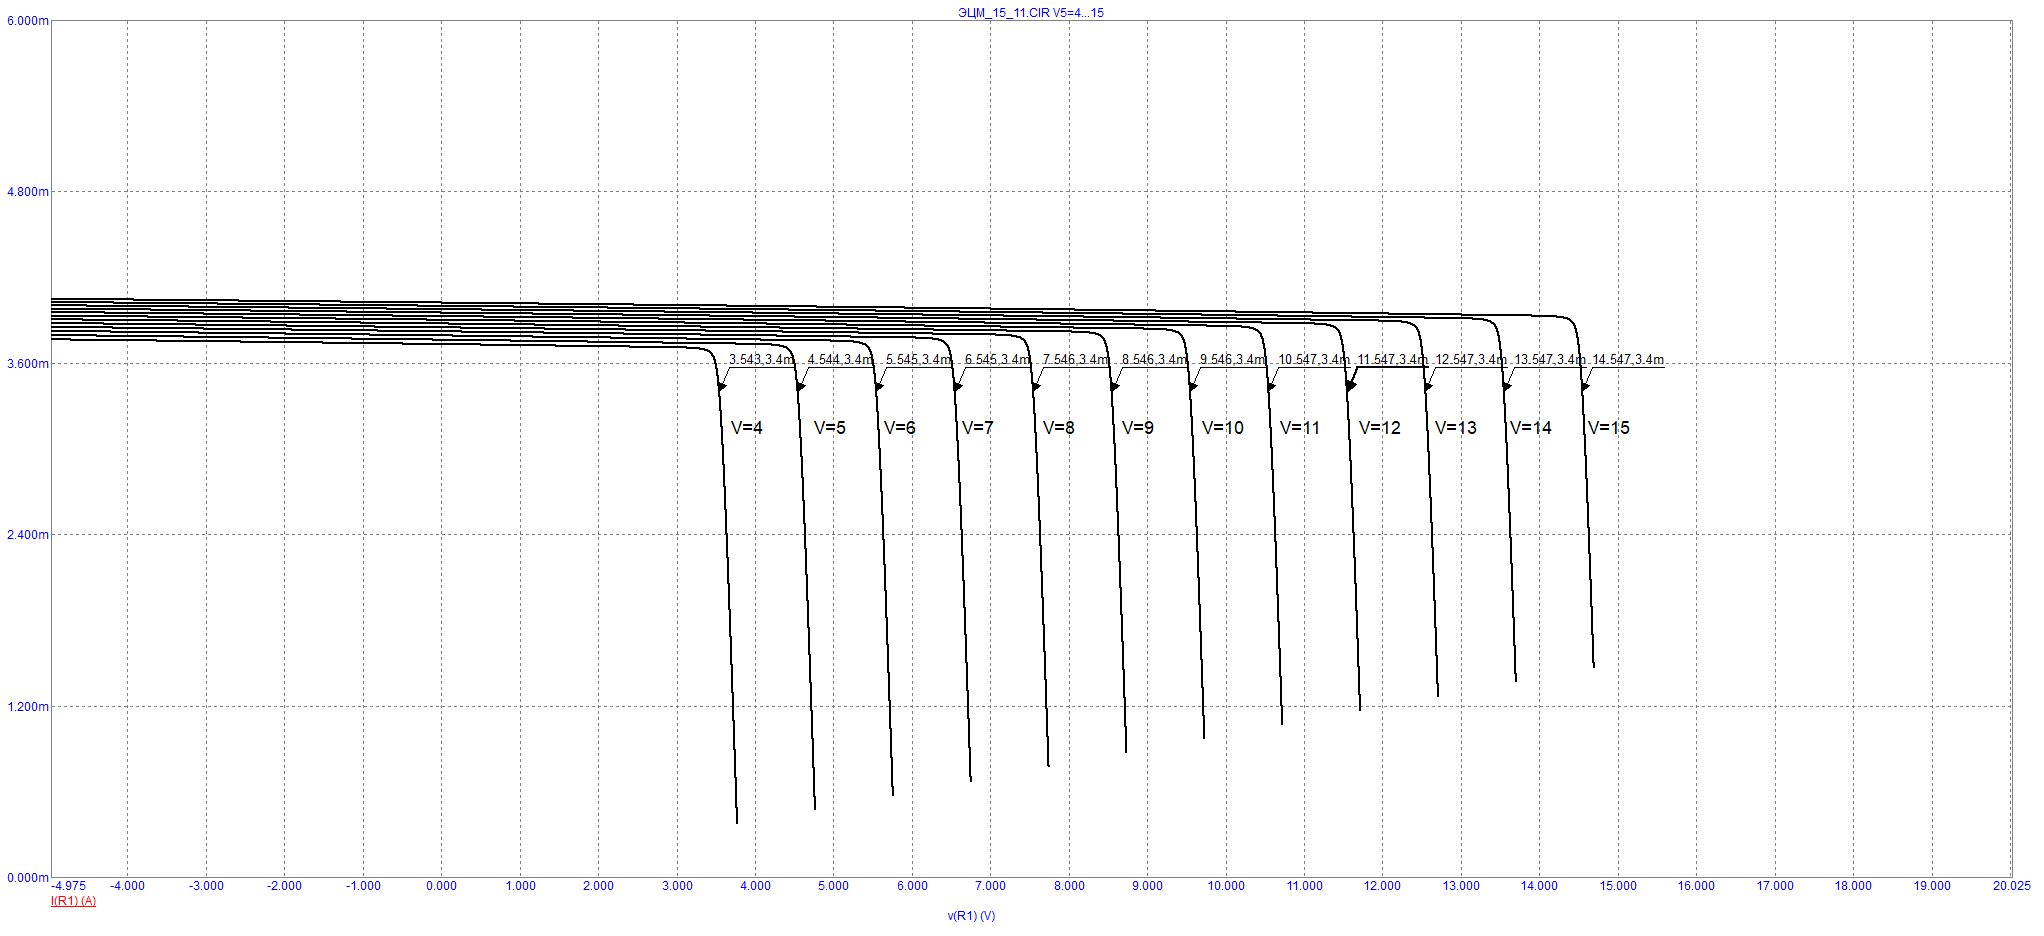 ЭЦМ_15_11.CIR V5=4...15
6.000m
4.800m
3.600m
2.400m
1.200m
0.000m
3.543,3.4m 4.544,3.4m 5.545,3.4m 6.545,3.4m 7.546,3.4m 8.546,3.4m 9.546,3.4m 10.547,3.4m 11.547,3.4m 12.547,3.4m 13.547,3.4m 14.547,3.4m
V=4 V=5 V=6 V=7 V=8 V=9 V=10 V=11 V=12 V=13 V=14 V=15
-4.975 -4.000 -3.000 -2.000 -1.000 0.000 1.000 2.000 3.000 4.000 5.000 6.000 7.000 8.000 9.000 10.000 11.000 12.000 13.000 14.000 15.000 16.000 17.000 18.000 19.000 20.025
I(R1) (A)
v(R1) (V)